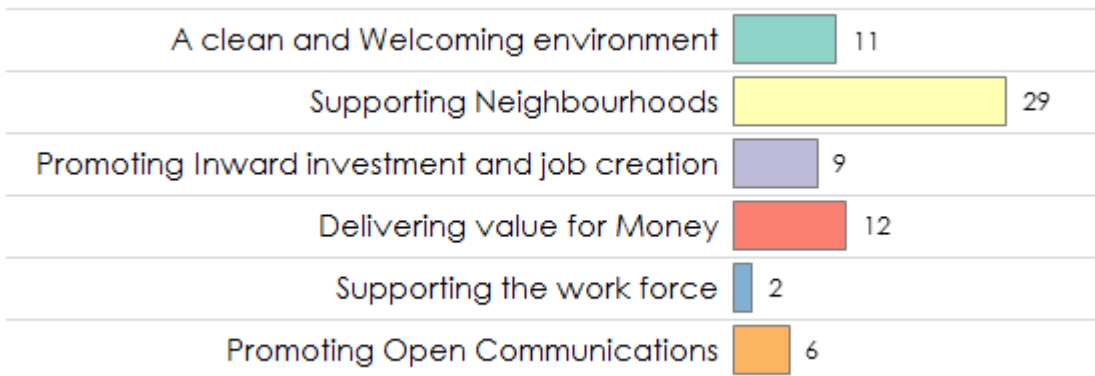 A clean and Welcoming environment 11
Supporting Neighbourhoods 29
Promoting Inward investment and job creation 9
Delivering value for Money 12
Supporting the work force 2
Promoting Open Communications 6